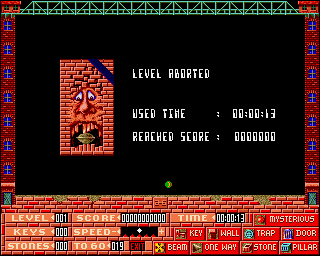 LEVEL ABORTED
USED TIME : 00:00:13
REACHED SCORE : 0000000
LEVEL 001 SCORE 0000000000 TIME 00:00:13 MYSTERIOUS
KEYS 000 SPEED KEY WALL TRAP DOOR
STONES 000 TO GO 019 EXIT BEAM ONE WAY STONE PILLAR